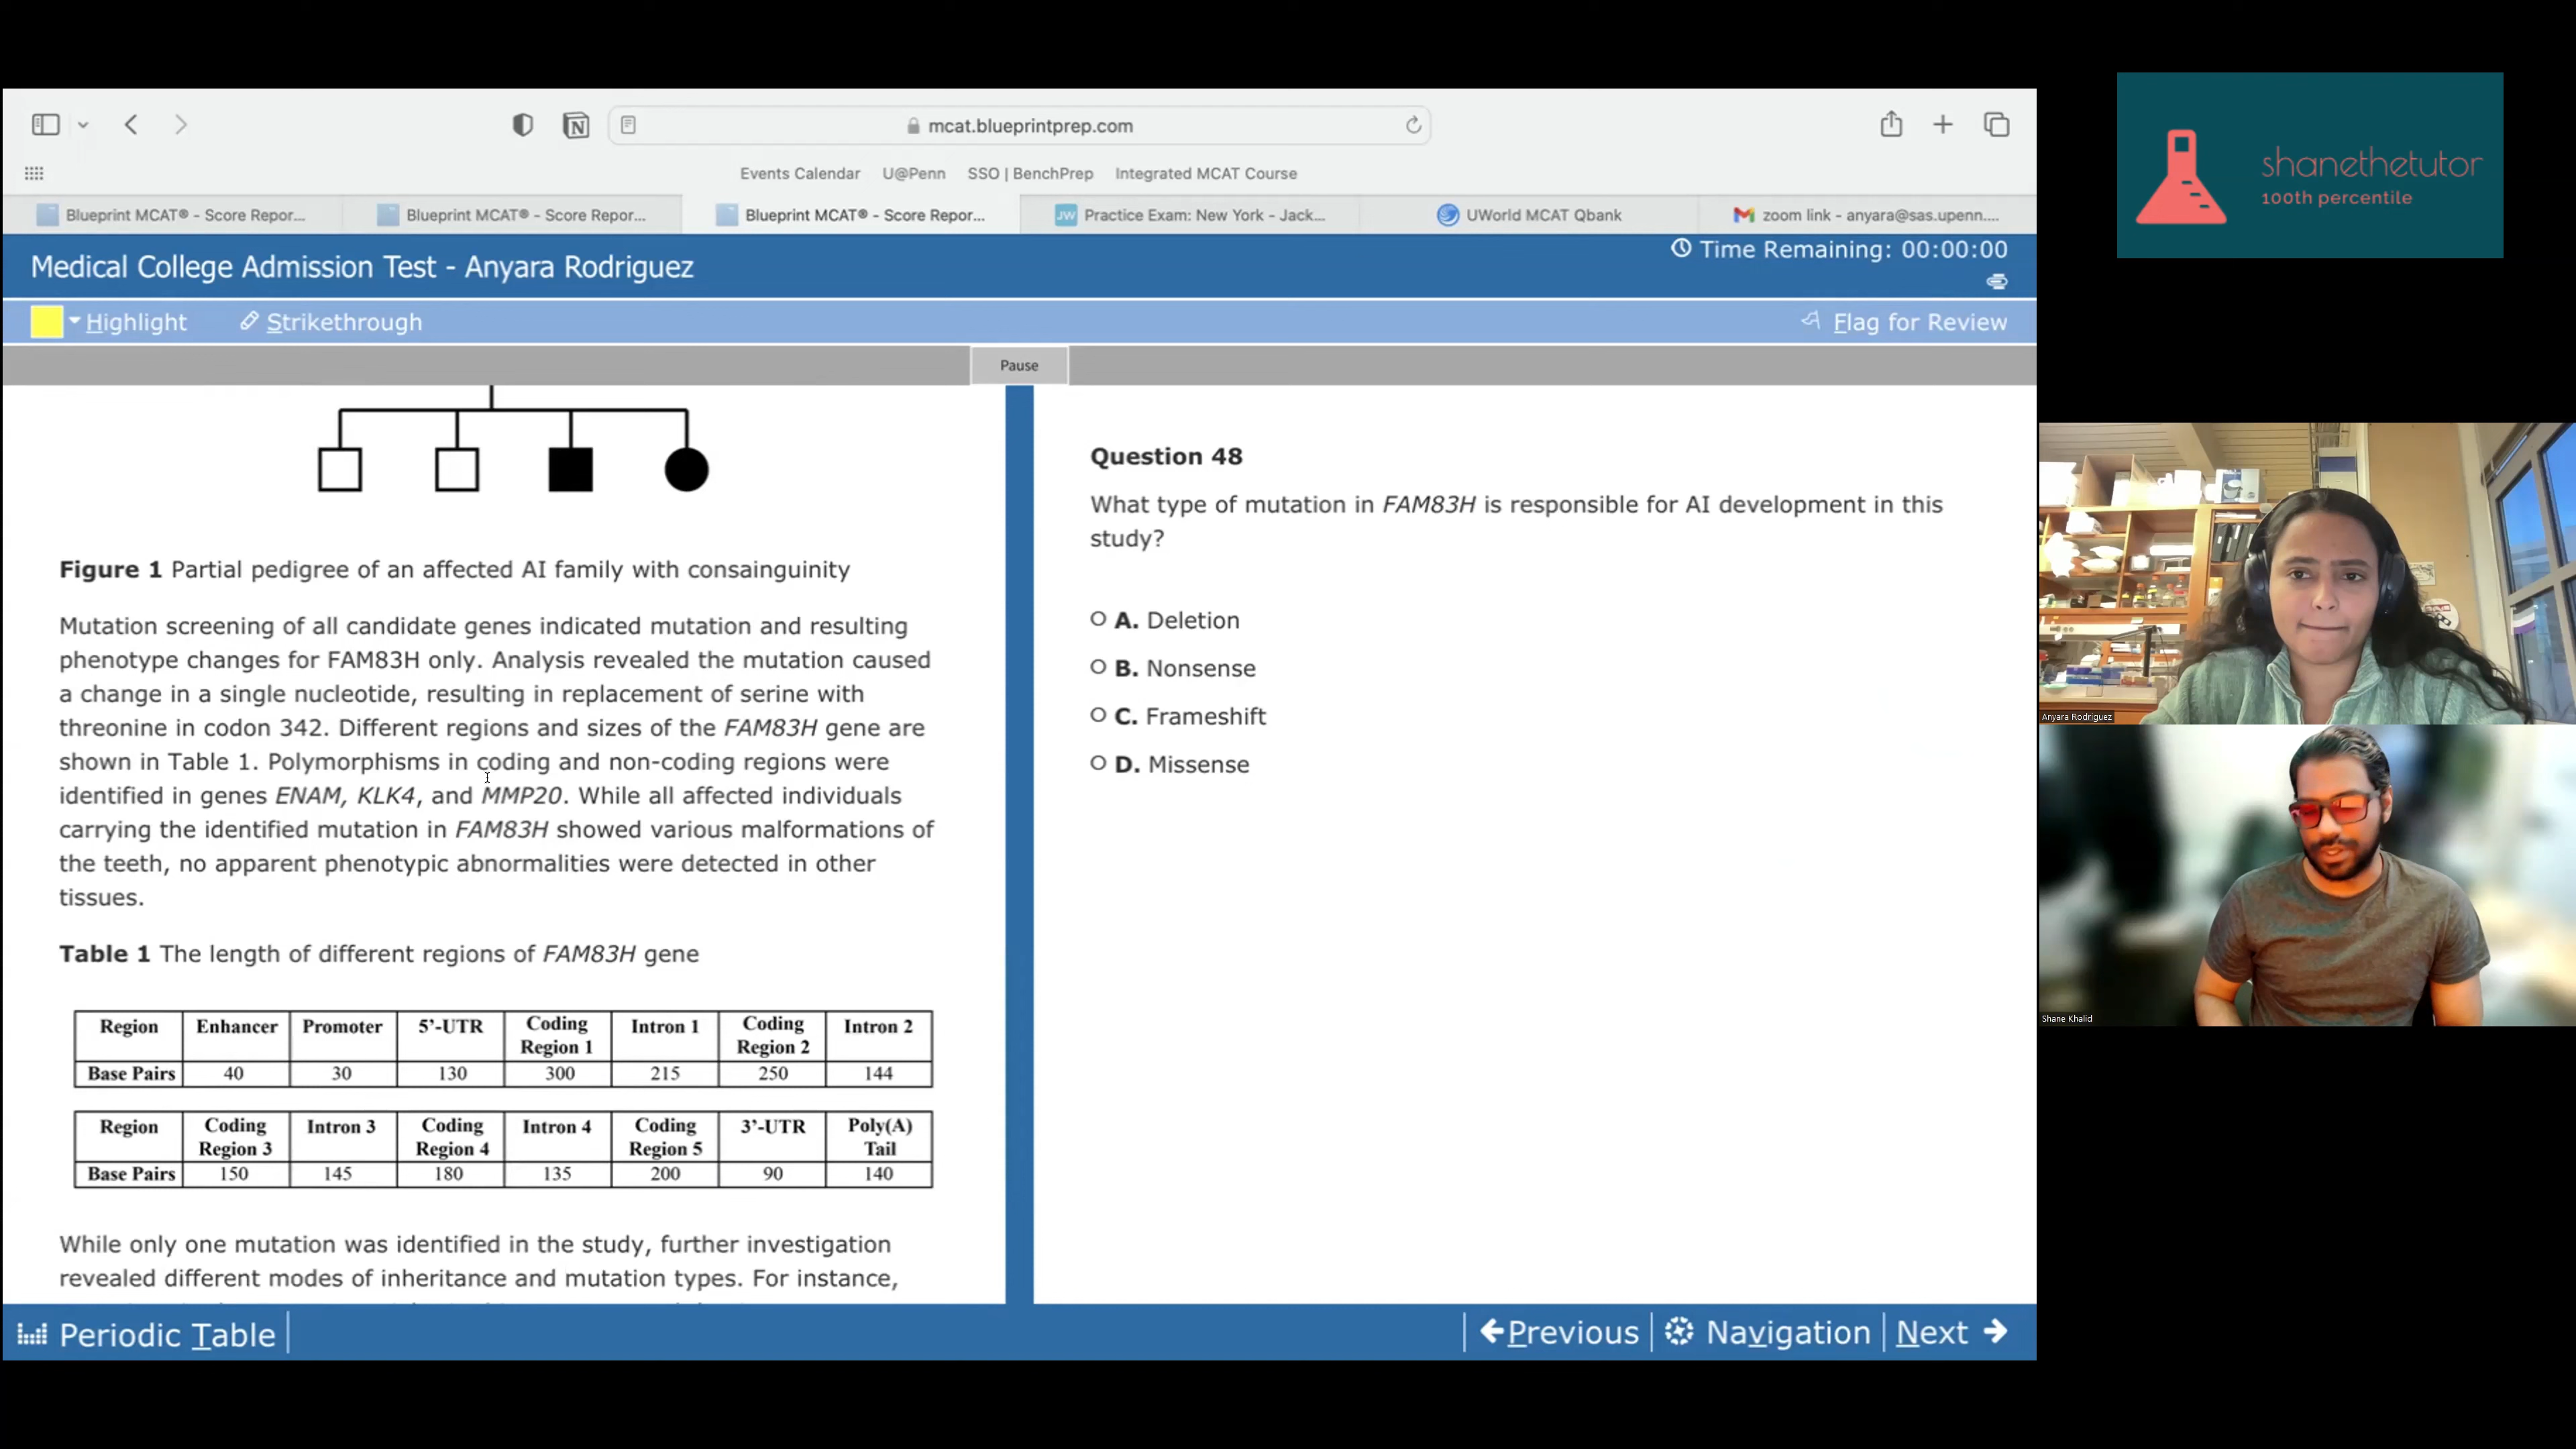 mcat.blueprintprep.com
Events Calendar U@Penn SSO | BenchPrep Integrated MCAT Course
Blueprint MCAT® - Score Repor... Blueprint MCAT® - Score Repor... Blueprint MCAT® - Score Repor... JW Practice Exam: New York - Jack... UWorld MCAT Qbank zoom link - anyara@sas.upenn....
Medical College Admission Test - Anyara Rodriguez
Time Remaining: 00:00:00
Highlight Strikethrough Flag for Review
Pause
Figure 1 Partial pedigree of an affected AI family with consainguinity
Mutation screening of all candidate genes indicated mutation and resulting
phenotype changes for FAM83H only. Analysis revealed the mutation caused
a change in a single nucleotide, resulting in replacement of serine with
threonine in codon 342. Different regions and sizes of the FAM83H gene are
shown in Table 1. Polymorphisms in coding and non-coding regions were
identified in genes ENAM, KLK4, and MMP20. While all affected individuals
carrying the identified mutation in FAM83H showed various malformations of
the teeth, no apparent phenotypic abnormalities were detected in other
tissues.
Table 1 The length of different regions of FAM83H gene
Region Enhancer Promoter 5'-UTR Coding Region 1 Intron 1 Coding Region 2 Intron 2
Base Pairs 40 30 130 300 215 250 144
Region Coding Region 3 Intron 3 Coding Region 4 Intron 4 Coding Region 5 3'-UTR Poly(A) Tail
Base Pairs 150 145 180 135 200 90 140
While only one mutation was identified in the study, further investigation
revealed different modes of inheritance and mutation types. For instance,
Question 48
What type of mutation in FAM83H is responsible for AI development in this
study?
A. Deletion
B. Nonsense
C. Frameshift
D. Missense
Periodic Table
Previous Navigation Next
shanethetutor
100th percentile
Anyara Rodriguez
Shane Khalid